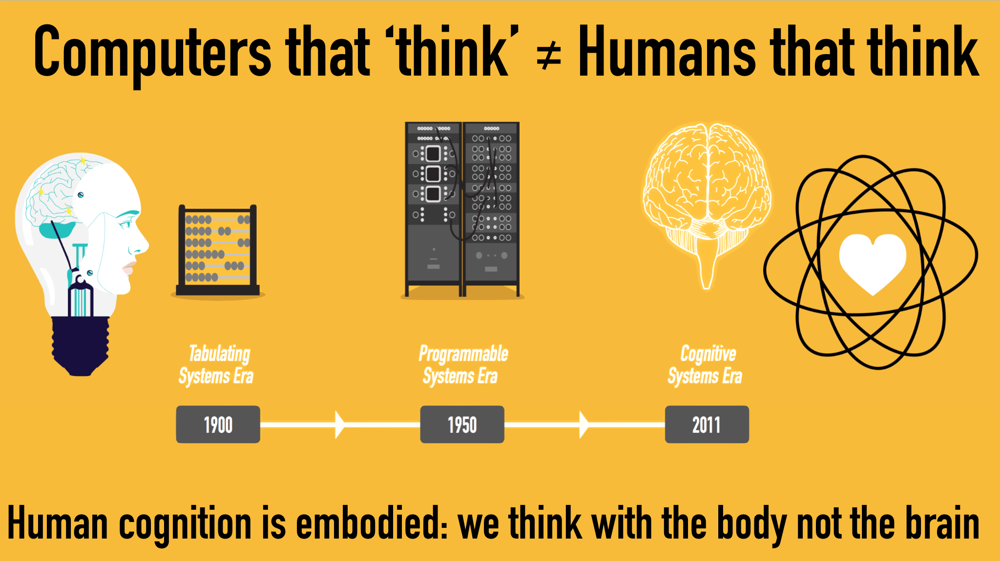 Computers that ‘think’ ≠ Humans that think
Tabulating
Systems Era
Programmable
Systems Era
Cognitive
Systems Era
1900
1950
2011
Human cognition is embodied: we think with the body not the brain